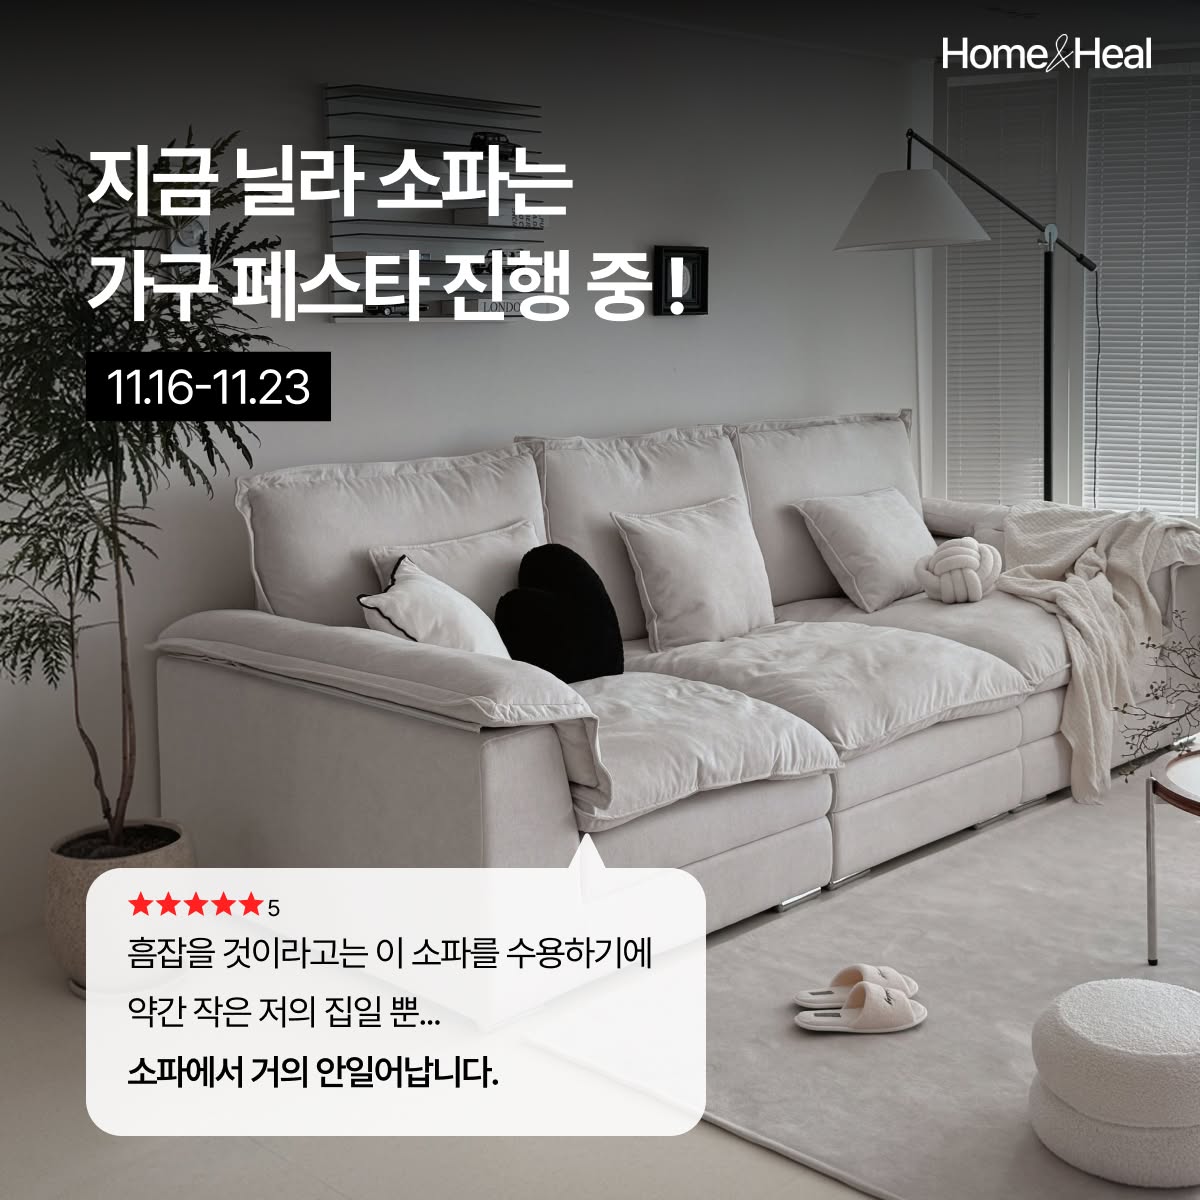 Home&Heal
지금 닐라 소파는
가구 페스타 진행 중!
LONDO
11.16-11.23
★★★★★5
흠잡을 것이라고는 이 소파를 수용하기에
약간 작은 저의 집일 뿐...
소파에서 거의 안일어납니다.